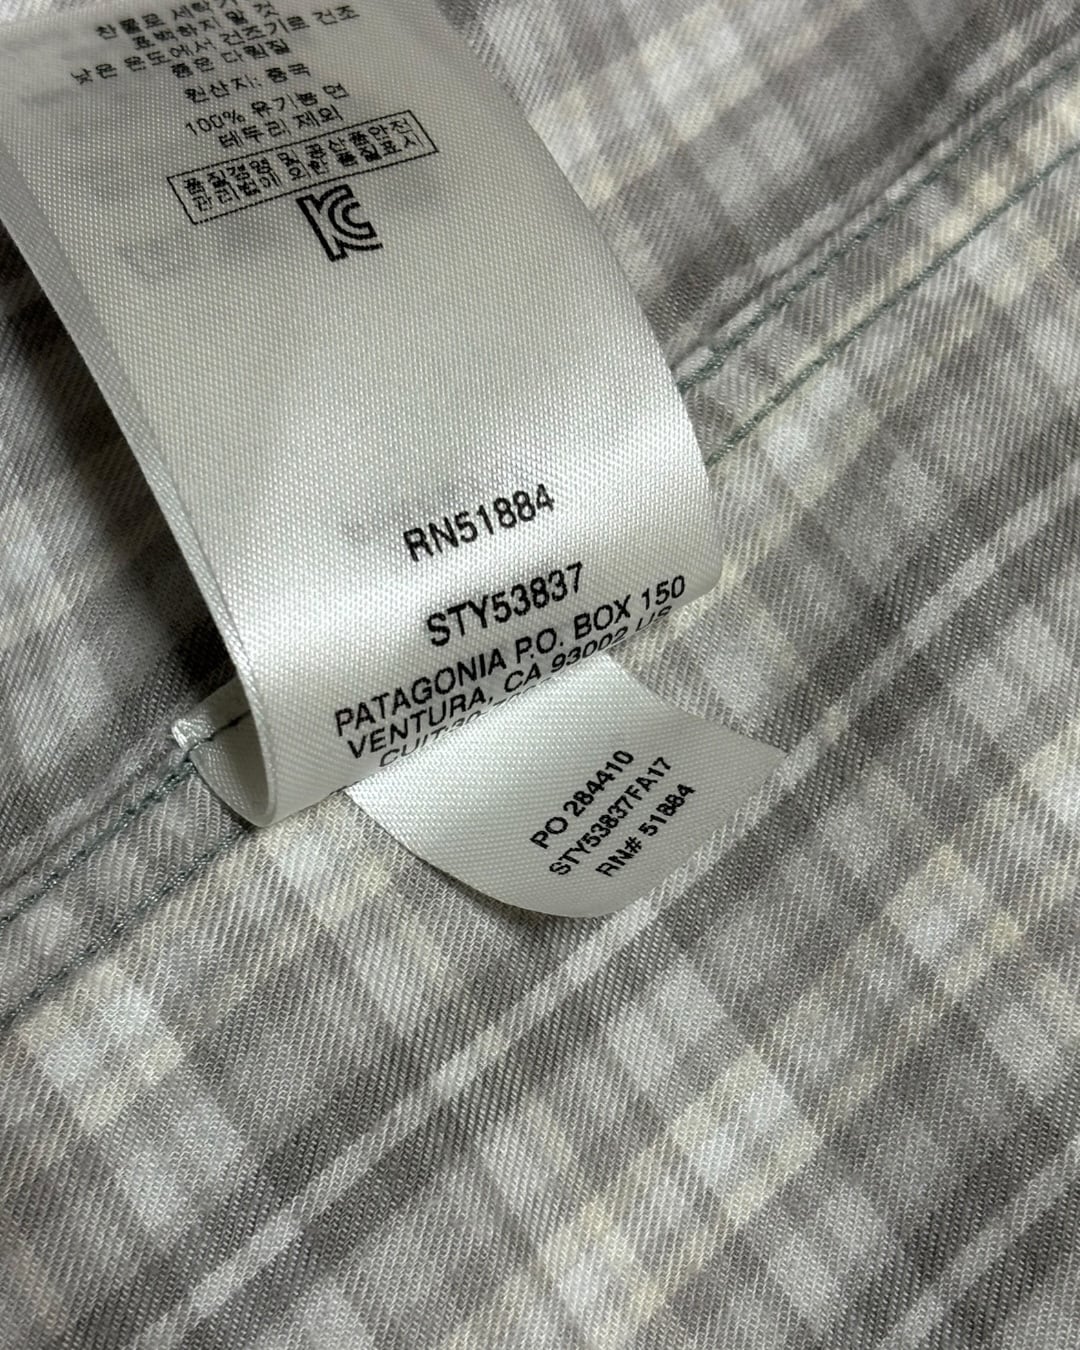 찬물로 세탁기
표백하지 말 것
낮은 온도에서 건조기로 건조
좁은 다림질
원산지: 중국
100% 유기농 면
테두리 제외
품질경영 및 공산품안전
관리법에 의한 품질표시
RN51884
STY53837
PATAGONIA P.O. BOX 150
VENTURA, CA 93002 US
CUIT30-70
PO 284410
STY53837FA17
RN# 51884